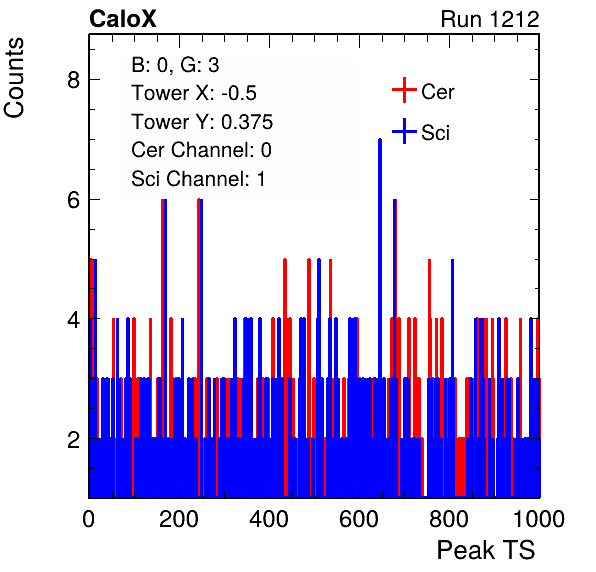 CaloX Run 1212
Counts
B: 0, G: 3
Tower X: -0.5
Tower Y: 0.375
Cer Channel: 0
Sci Channel: 1
Cer
Sci
8
6
4
2
0 200 400 600 800 1000
Peak TS